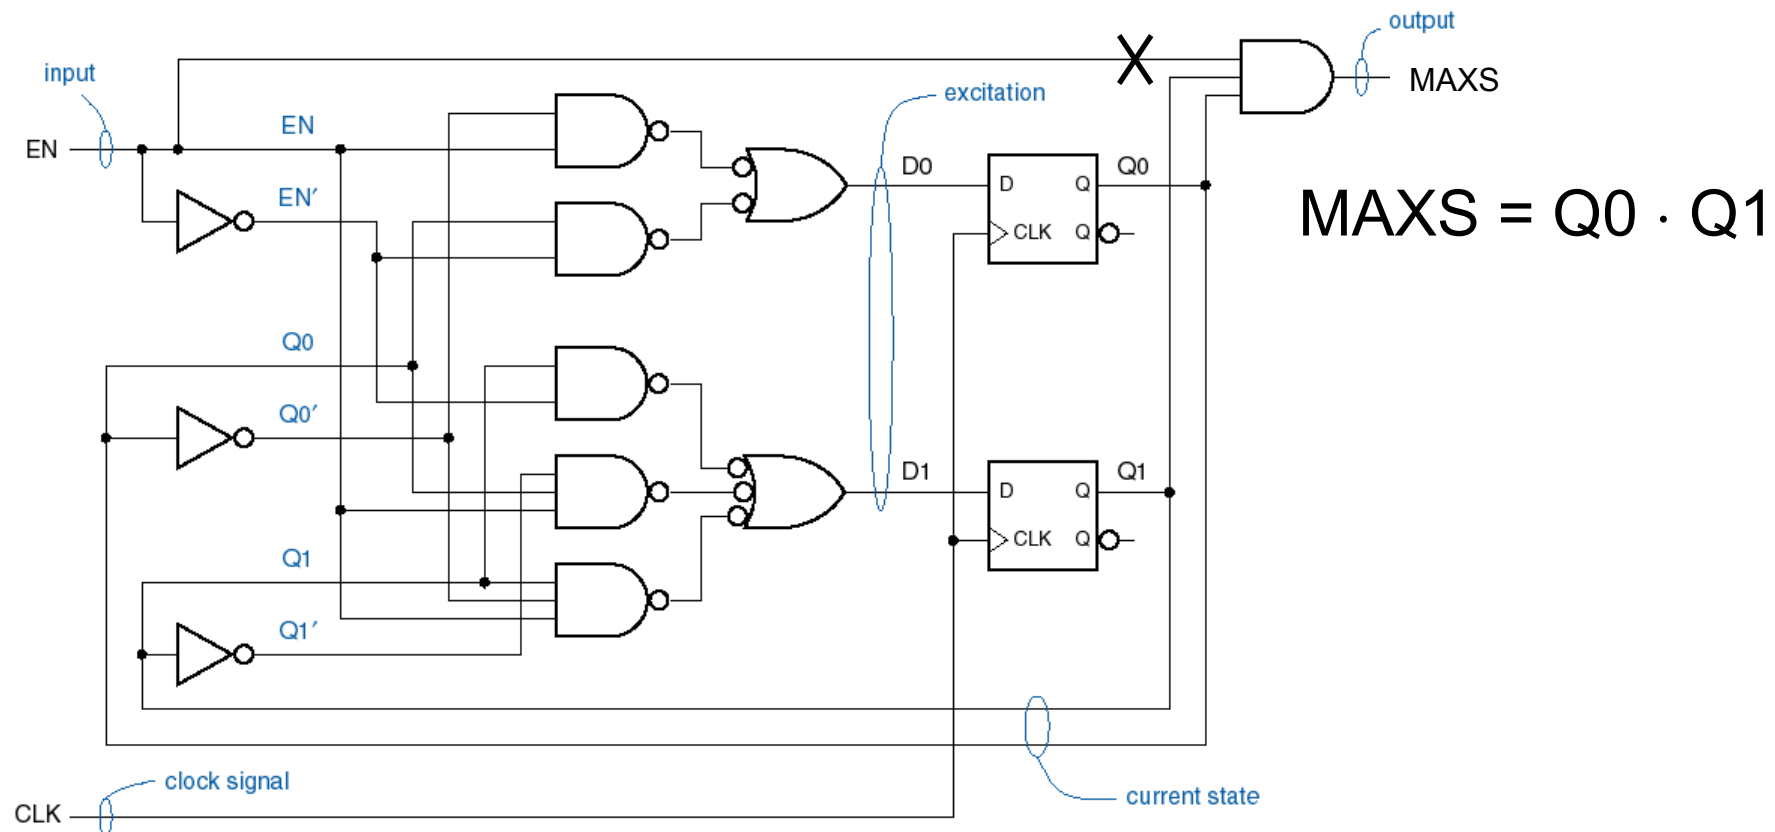 output
input
MAXS
excitation
EN
EN
D0
Q0
D
Q
EN′
MAXS = Q0 · Q1
CLK
Q
Q0
Q0′
D1
Q1
D
Q
CLK
Q
Q1
Q1′
clock signal
current state
CLK